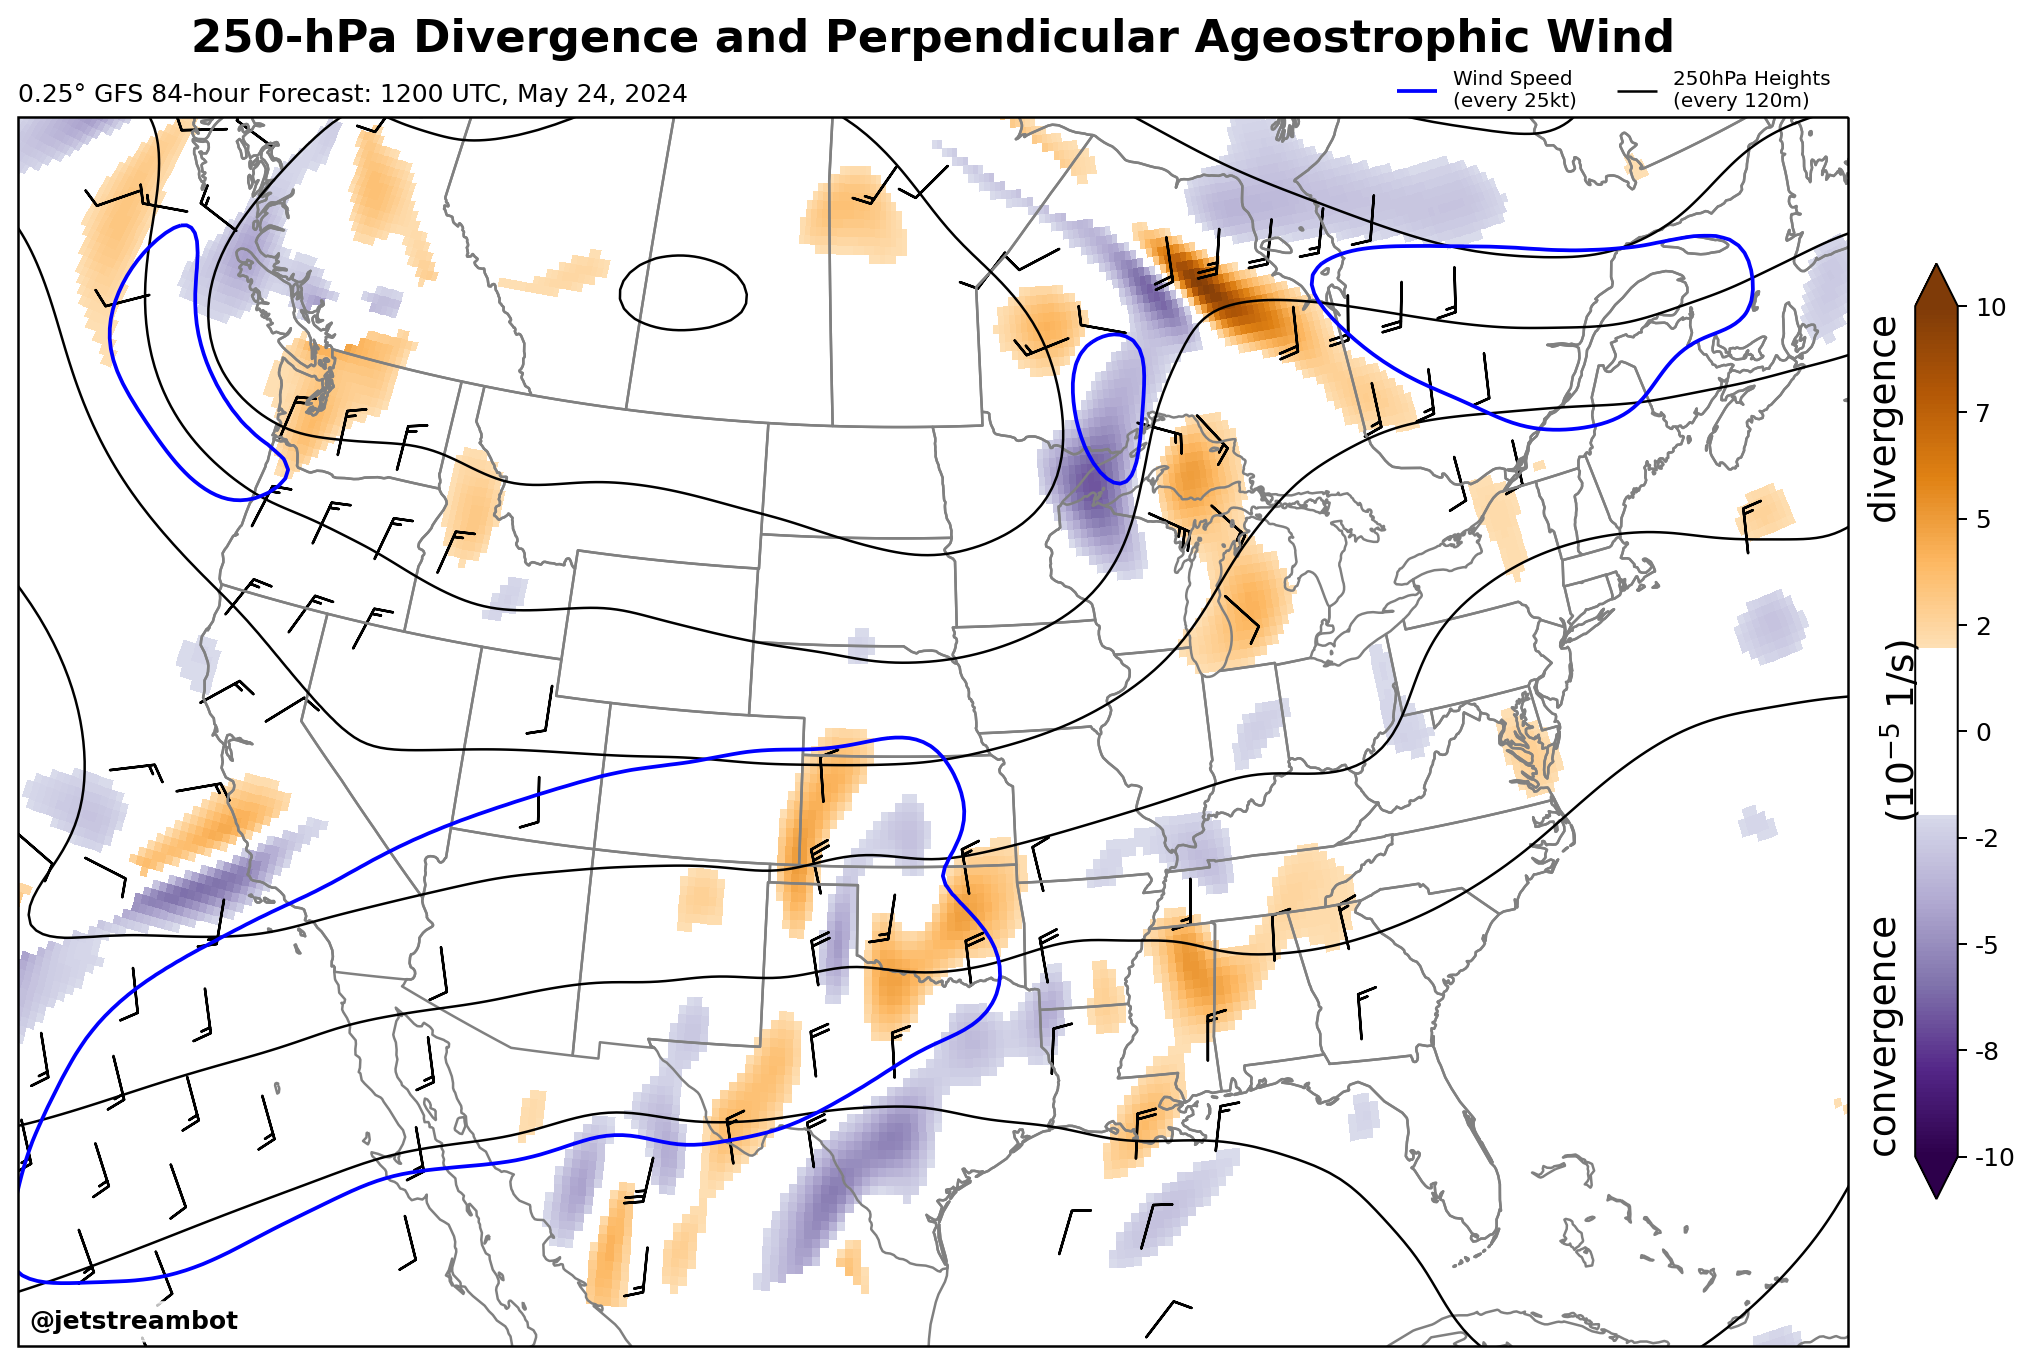 250-hPa Divergence and Perpendicular Ageostrophic Wind
0.25° GFS 84-hour Forecast: 1200 UTC, May 24, 2024
Wind Speed
(every 25kt)
250hPa Heights
(every 120m)
10
7
5
2
0
-2
-5
-8
-10
divergence
(10⁻⁵ 1/s)
convergence
@jetstreambot